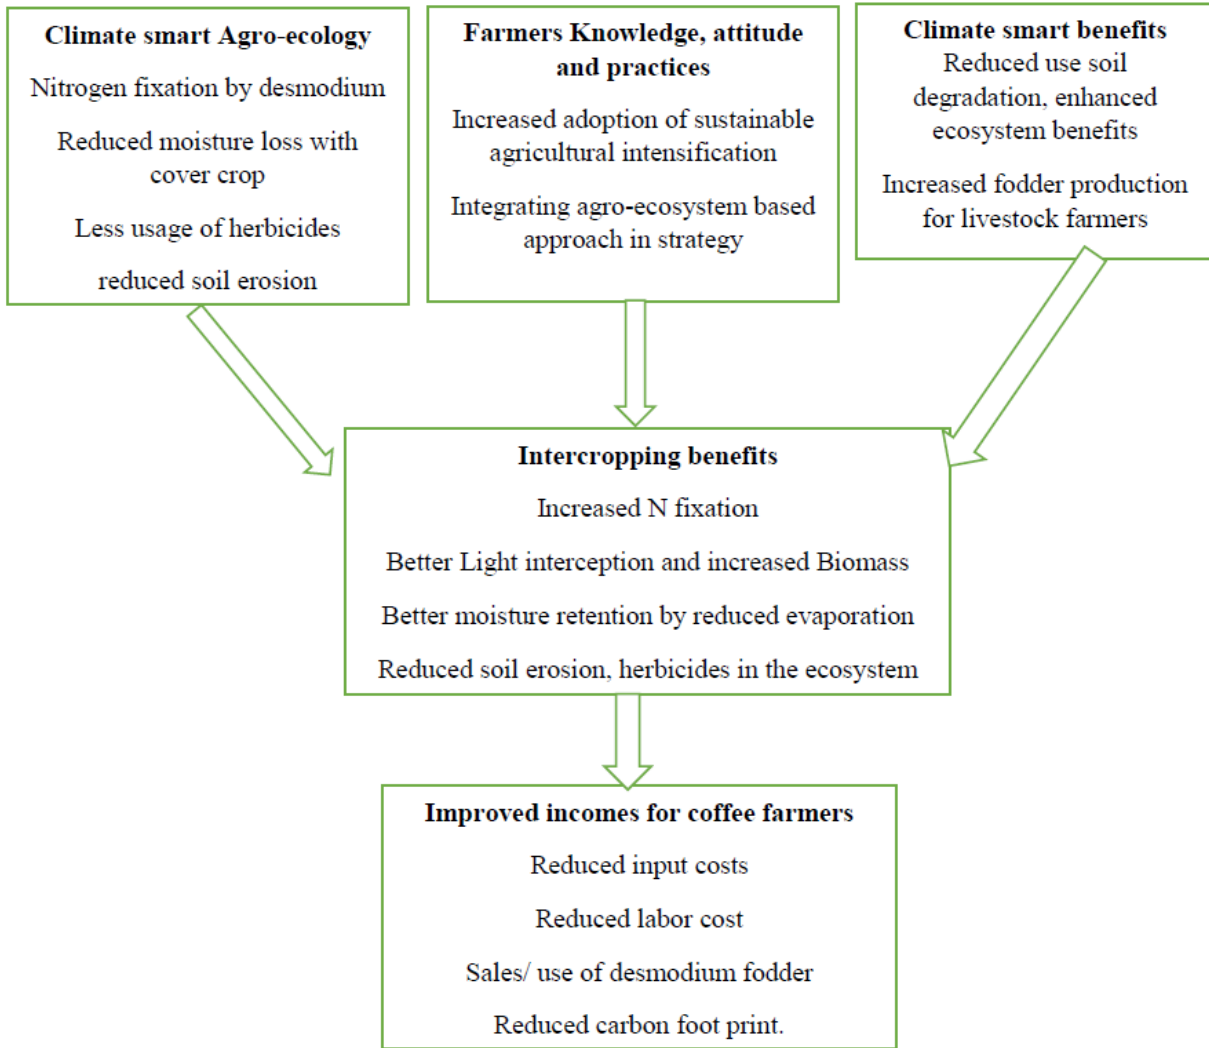 Climate smart Agro-ecology
Nitrogen fixation by desmodium
Reduced moisture loss with
cover crop
Less usage of herbicides
reduced soil erosion
Farmers Knowledge, attitude
and practices
Increased adoption of sustainable
agricultural intensification
Integrating agro-ecosystem based
approach in strategy
Climate smart benefits
Reduced use soil
degradation, enhanced
ecosystem benefits
Increased fodder production
for livestock farmers
Intercropping benefits
Increased N fixation
Better Light interception and increased Biomass
Better moisture retention by reduced evaporation
Reduced soil erosion, herbicides in the ecosystem
Improved incomes for coffee farmers
Reduced input costs
Reduced labor cost
Sales/ use of desmodium fodder
Reduced carbon foot print.